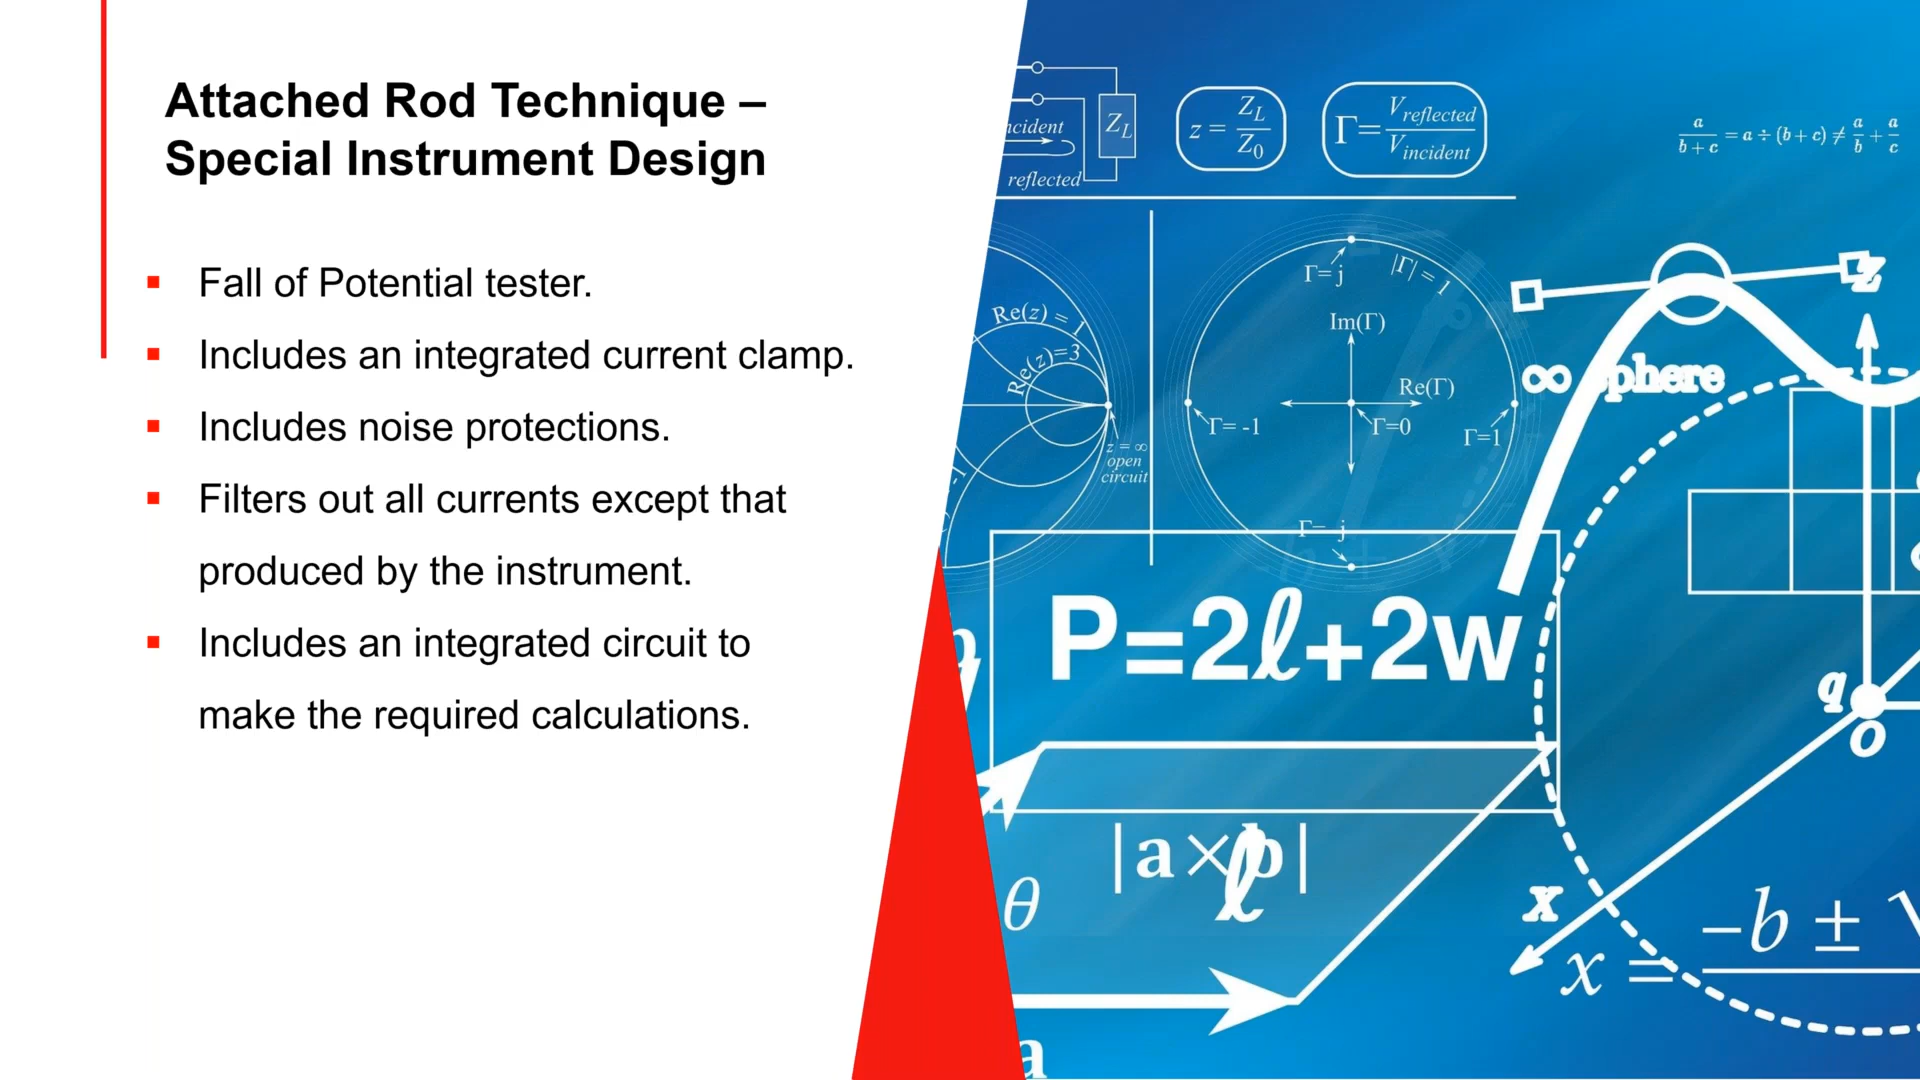 Attached Rod Technique –
Special Instrument Design
Fall of Potential tester.
Includes an integrated current clamp.
Includes noise protections.
Filters out all currents except that
produced by the instrument.
Includes an integrated circuit to
make the required calculations.
Z_L
reflected
z = Z_L/Z_0
Γ= V_reflected/V_incident
a/(b+c) = a ÷ (b+c) ≠ a/b + a/c
Re(z) = 1
Re(z)=3
z = ∞
open
circuit
Γ= j
|Γ| = 1
Im(Γ)
Re(Γ)
Γ= -1
Γ=0
Γ=1
z
∞ sphere
P=2ℓ+2w
q
O
|a×b|
ℓ
θ
x
x =
−b ±
a